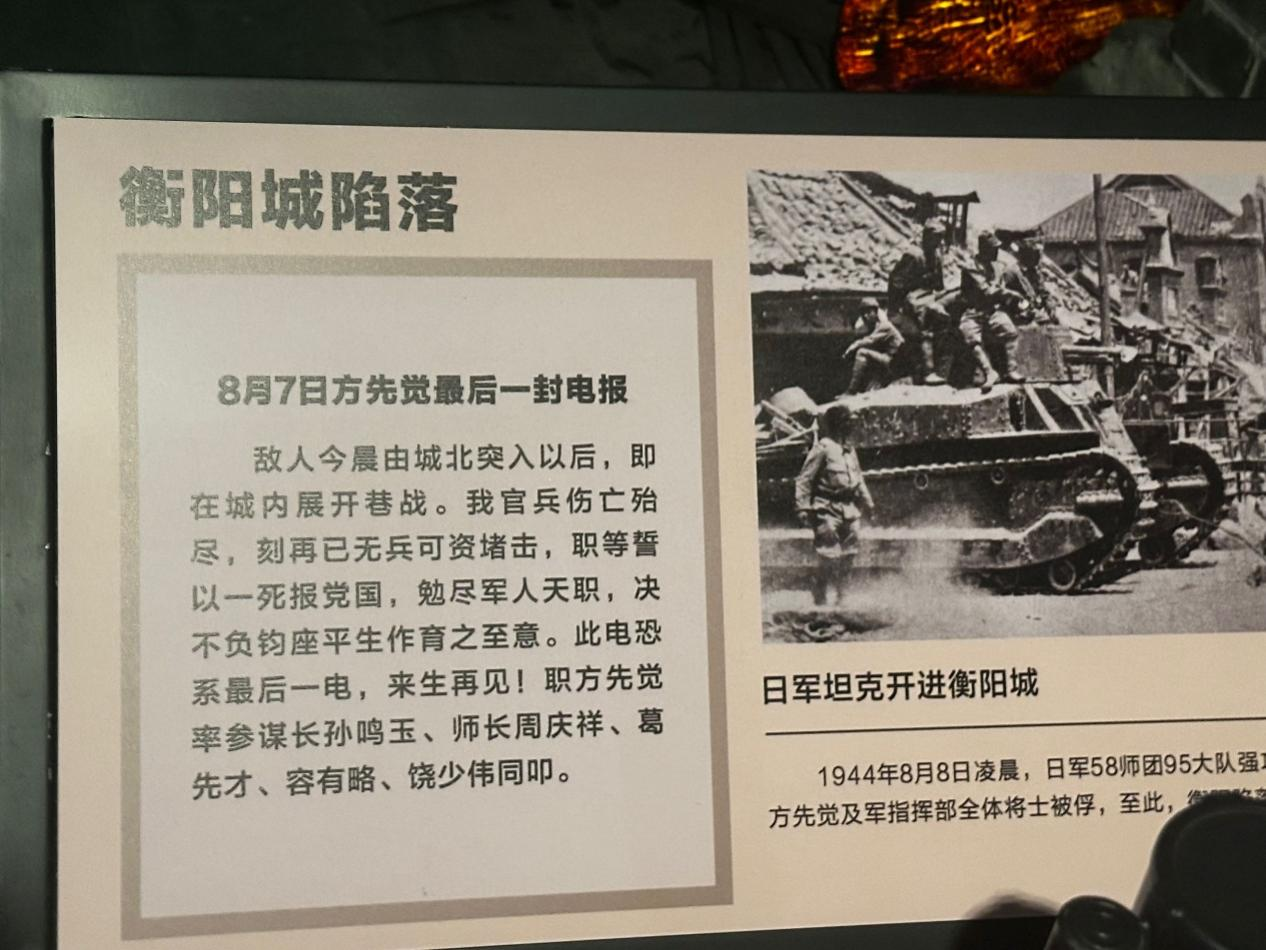 衡阳城陷落
8月7日方先觉最后一封电报
敌人今晨由城北突入以后，即
在城内展开巷战。我官兵伤亡殆
尽，刻再已无兵可资堵击，职等誓
以一死报党国，勉尽军人天职，决
不负钧座平生作育之至意。此电恐
系最后一电，来生再见！职方先觉
率参谋长孙鸣玉、师长周庆祥、葛
先才、容有略、饶少伟同叩。
日军坦克开进衡阳城
1944年8月8日凌晨，日军58师团95大队强
方先觉及军指挥部全体将士被俘，至此，